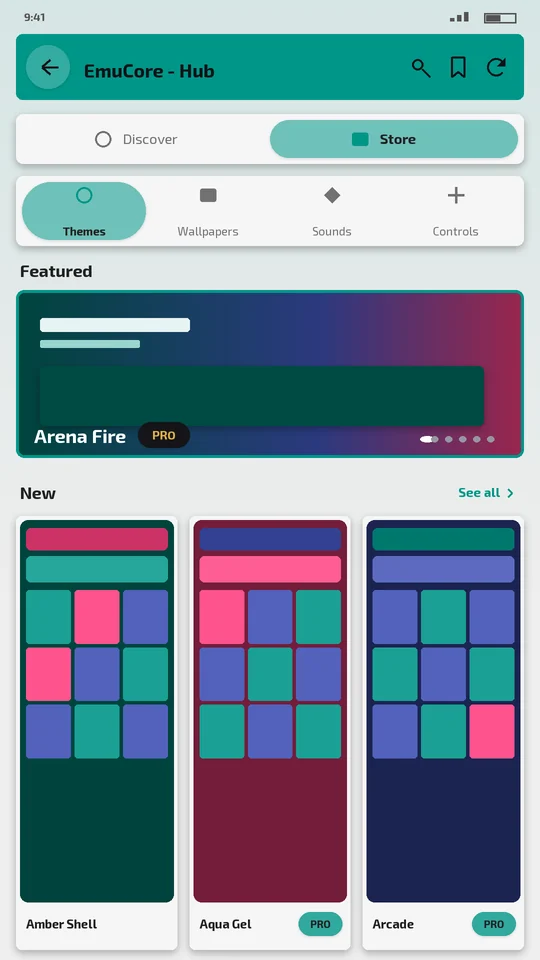 9:41
EmuCore - Hub
Discover
Store
Themes
Wallpapers
Sounds
Controls
Featured
Arena Fire
PRO
New
See all
Amber Shell
Aqua Gel
PRO
Arcade
PRO